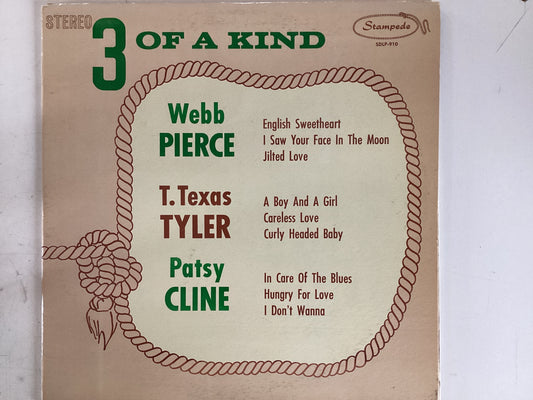 STEREO
3 OF A KIND
Stampede
SDLP-910
Webb
PIERCE
English Sweetheart
I Saw Your Face In The Moon
Jilted Love
T. Texas
TYLER
A Boy And A Girl
Careless Love
Curly Headed Baby
Patsy
CLINE
In Care Of The Blues
Hungry For Love
I Don't Wanna